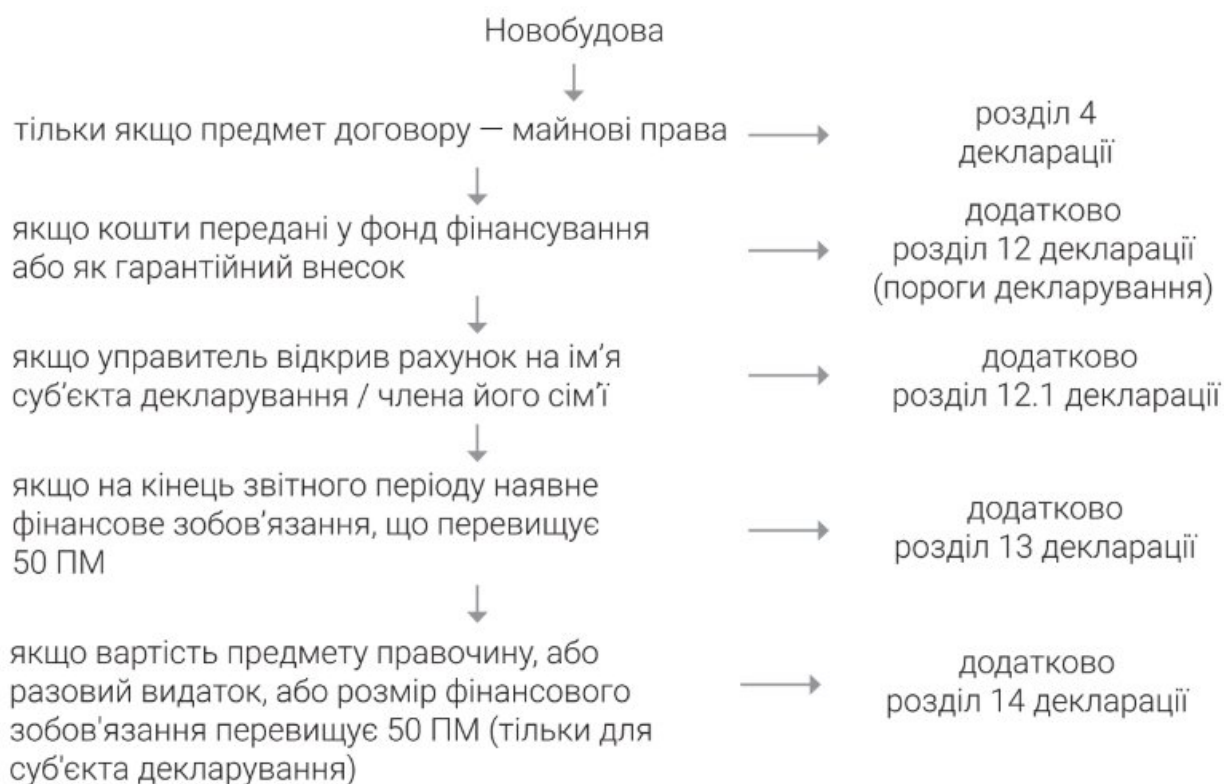 Новобудова
тільки якщо предмет договору — майнові права
розділ 4
декларації
якщо кошти передані у фонд фінансування
або як гарантійний внесок
додатково
розділ 12 декларації
(пороги декларування)
якщо управитель відкрив рахунок на ім’я
суб’єкта декларування / члена його сім’ї
додатково
розділ 12.1 декларації
якщо на кінець звітного періоду наявне
фінансове зобов’язання, що перевищує
50 ПМ
додатково
розділ 13 декларації
якщо вартість предмету правочину, або
разовий видаток, або розмір фінансового
зобов'язання перевищує 50 ПМ (тільки для
суб'єкта декларування)
додатково
розділ 14 декларації